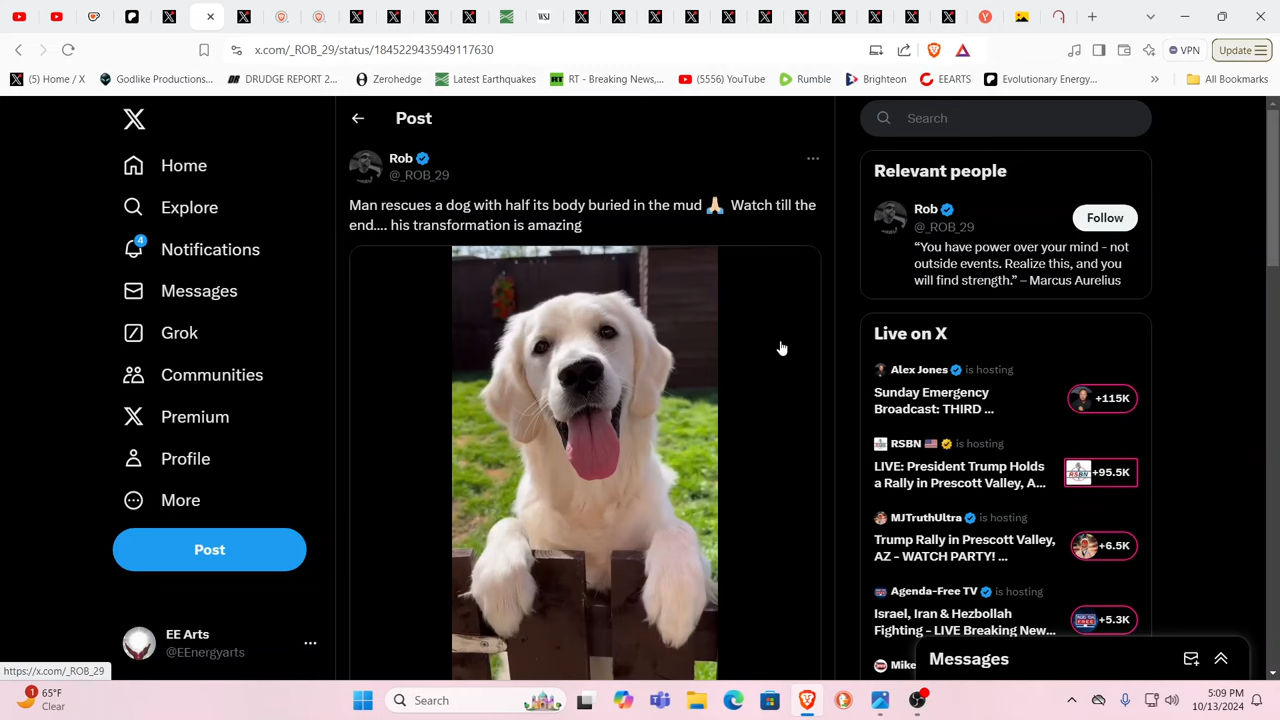 x.com/_ROB_29/status/1845229435949117630
VPN
Update
(5) Home / X
Godlike Productions...
DRUDGE REPORT 2...
Zerohedge
Latest Earthquakes
RT - Breaking News,...
(5556) YouTube
Rumble
Brighteon
EEARTS
Evolutionary Energy...
All Bookmarks
Home
Explore
4
Notifications
Messages
Grok
Communities
Premium
Profile
More
Post
EE Arts
@EEnergyarts
https://x.com/_ROB_29
Post
Rob
@_ROB_29
Man rescues a dog with half its body buried in the mud 🙏🏼 Watch till the
end.... his transformation is amazing
Search
Relevant people
Rob
@_ROB_29
Follow
“You have power over your mind - not
outside events. Realize this, and you
will find strength.” – Marcus Aurelius
Live on X
Alex Jones is hosting
Sunday Emergency
Broadcast: THIRD ...
+115K
RSBN 🇺🇸 is hosting
LIVE: President Trump Holds
a Rally in Prescott Valley, A...
+95.5K
MJTruthUltra is hosting
Trump Rally in Prescott Valley,
AZ - WATCH PARTY! ...
+6.5K
Agenda-Free TV is hosting
Israel, Iran & Hezbollah
Fighting - LIVE Breaking New...
+5.3K
Mike
Messages
1
65°F
Clear
Search
5:09 PM
10/13/2024